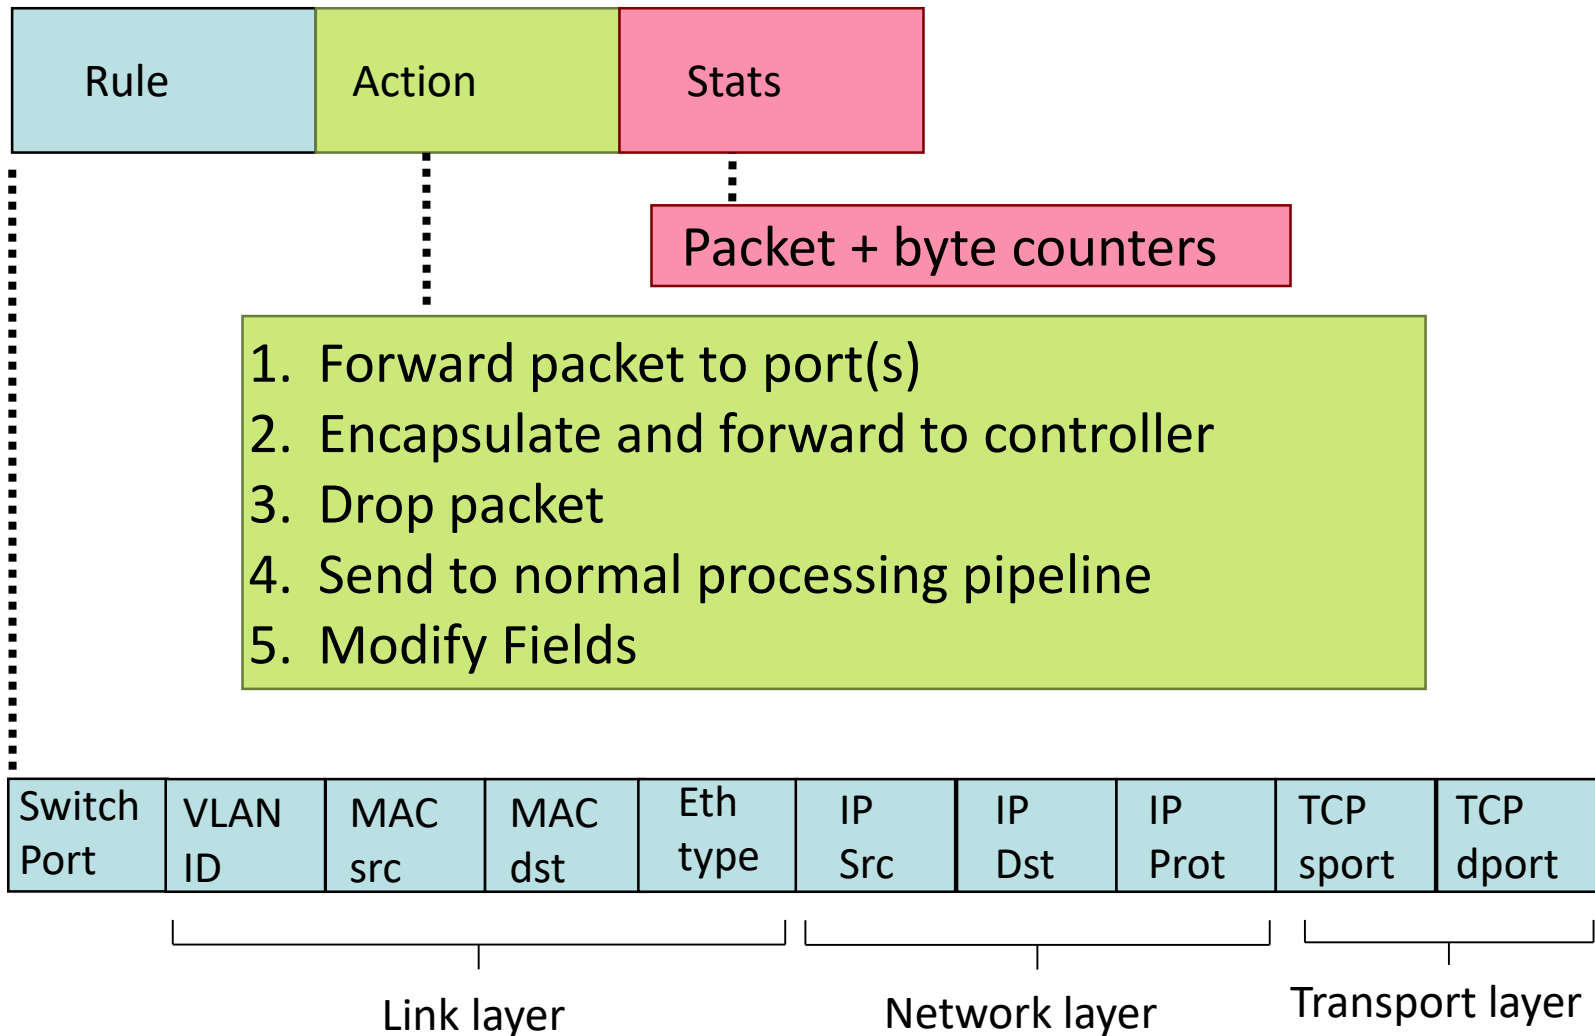 Rule
Action
Stats
Packet + byte counters
1. Forward packet to port(s)
2. Encapsulate and forward to controller
3. Drop packet
4. Send to normal processing pipeline
5. Modify Fields
Switch
Port
VLAN
ID
MAC
src
MAC
dst
Eth
type
IP
Src
IP
Dst
IP
Prot
TCP
sport
TCP
dport
Link layer
Network layer
Transport layer